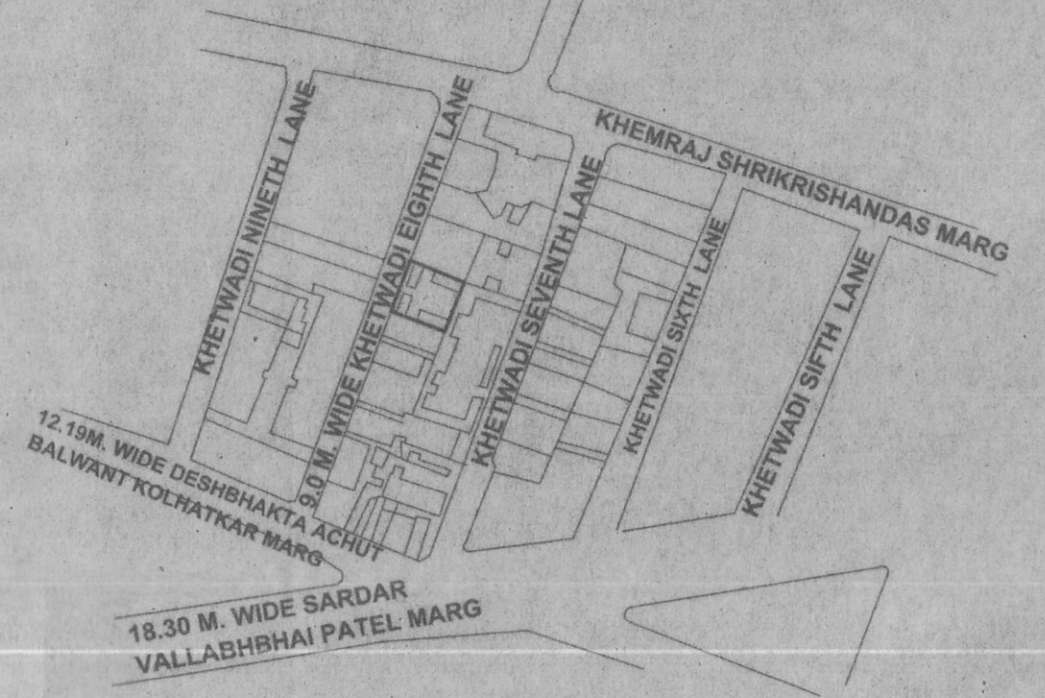 KHEMRAJ SHRIKRISHANDAS MARG
KHETWADI NINETH LANE
9.0 M. WIDE KHETWADI EIGHTH LANE
KHETWADI SEVENTH LANE
KHETWADI SIXTH LANE
KHETWADI SIFTH LANE
12.19M. WIDE DESHBHAKTA ACHUT
BALWANT KOLHATKAR MARG
18.30 M. WIDE SARDAR
VALLABHBHAI PATEL MARG